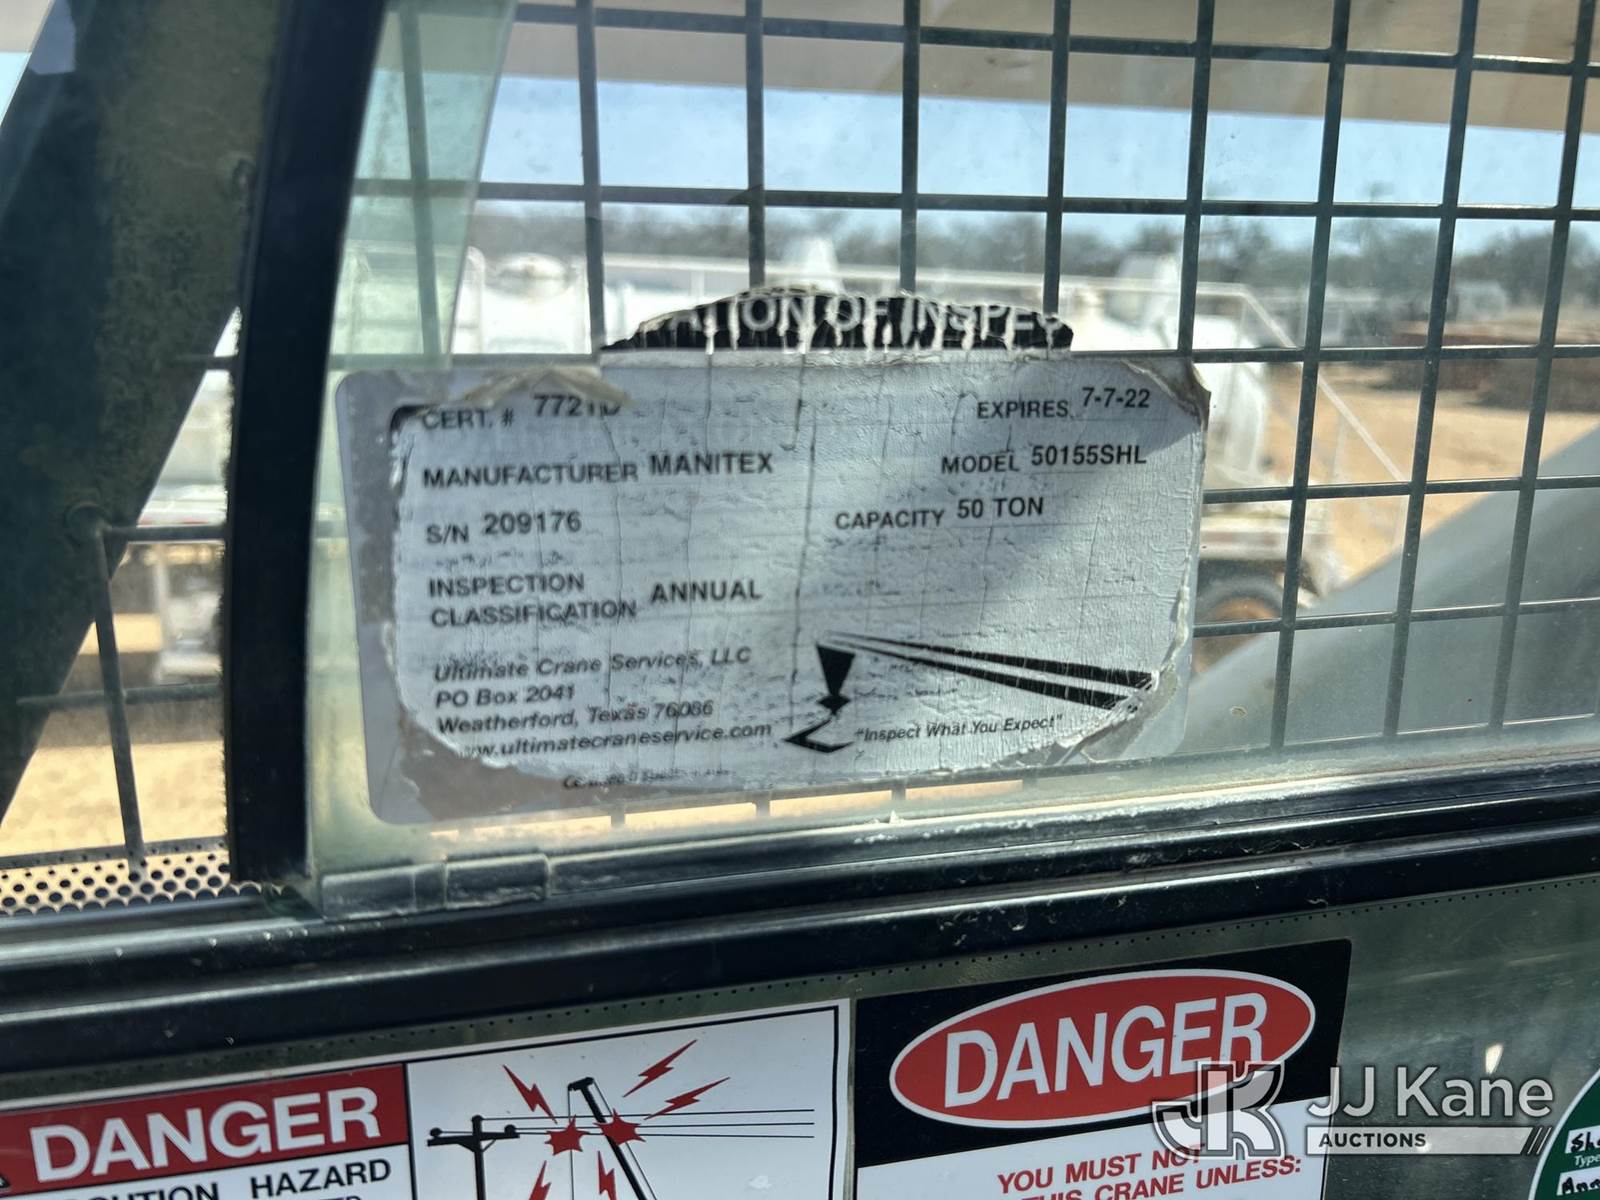 OF INSPEC
CERT. # EXPIRES 7-7-22
MANUFACTURER MANITEX MODEL 50155SHL
S/N 209176 CAPACITY 50 TON
INSPECTION
CLASSIFICATION ANNUAL
Ultimate Crane Services, LLC
PO Box 2041
Weatherford, Texas 76086
www.ultimatecraneservice.com "Inspect What You Expect"
DANGER
HAZARD
DANGER
YOU MUST NOT
THIS CRANE UNLESS:
JJ Kane
AUCTIONS